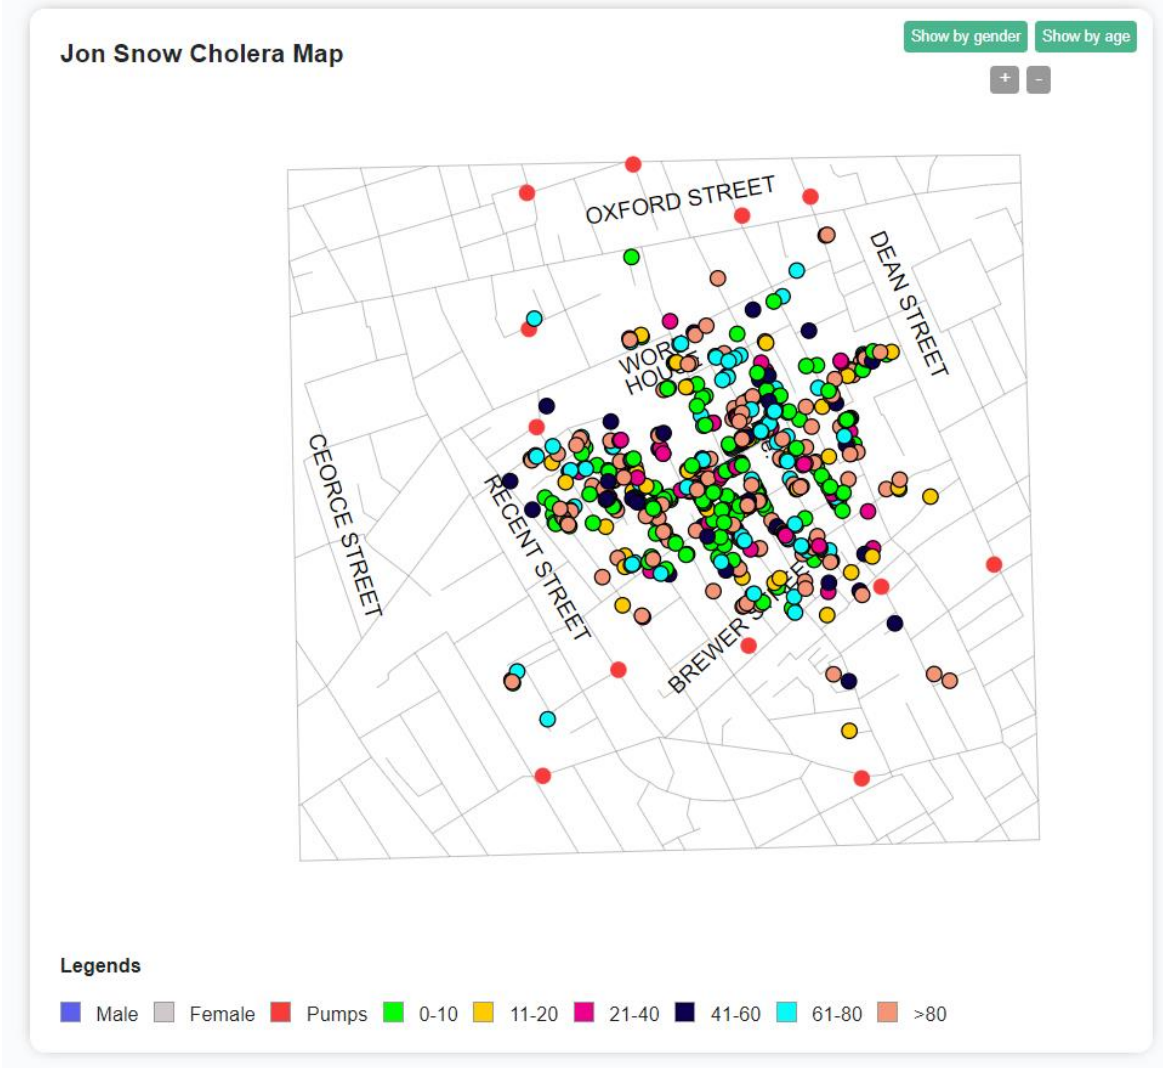 Jon Snow Cholera Map
Show by gender
Show by age
+
-
OXFORD STREET
DEAN STREET
WORK
HOUSE
CEORCE STREET
RECENT STREET
BREWER STREET
Legends
Male Female Pumps 0-10 11-20 21-40 41-60 61-80 >80